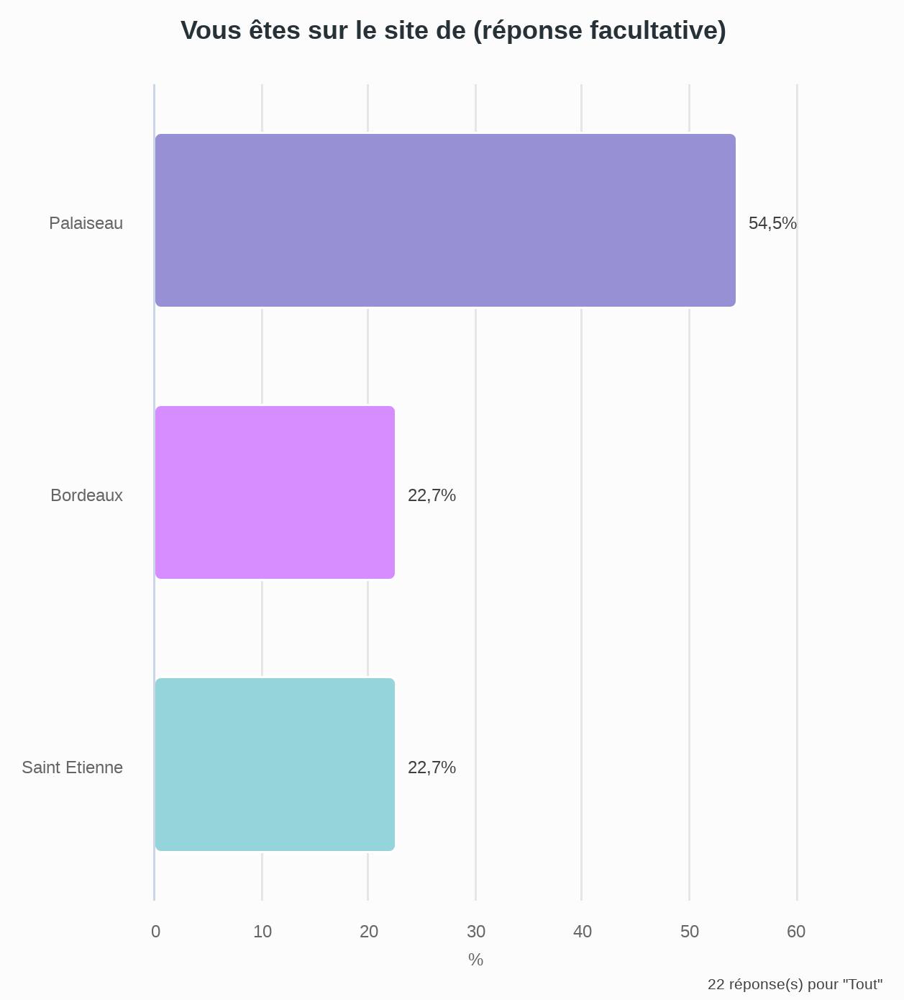 Vous êtes sur le site de (réponse facultative)
Palaiseau
54,5%
Bordeaux
22,7%
Saint Etienne
22,7%
0 10 20 30 40 50 60
%
22 réponse(s) pour "Tout"